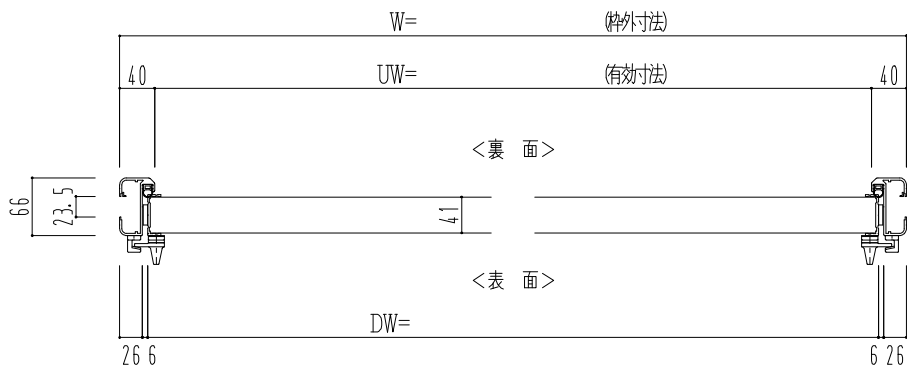 W= (枠外寸法)
40 UW= (有効寸法) 40
<裏 面>
66 23.5 41
<表 面>
DW=
26 6 6 26